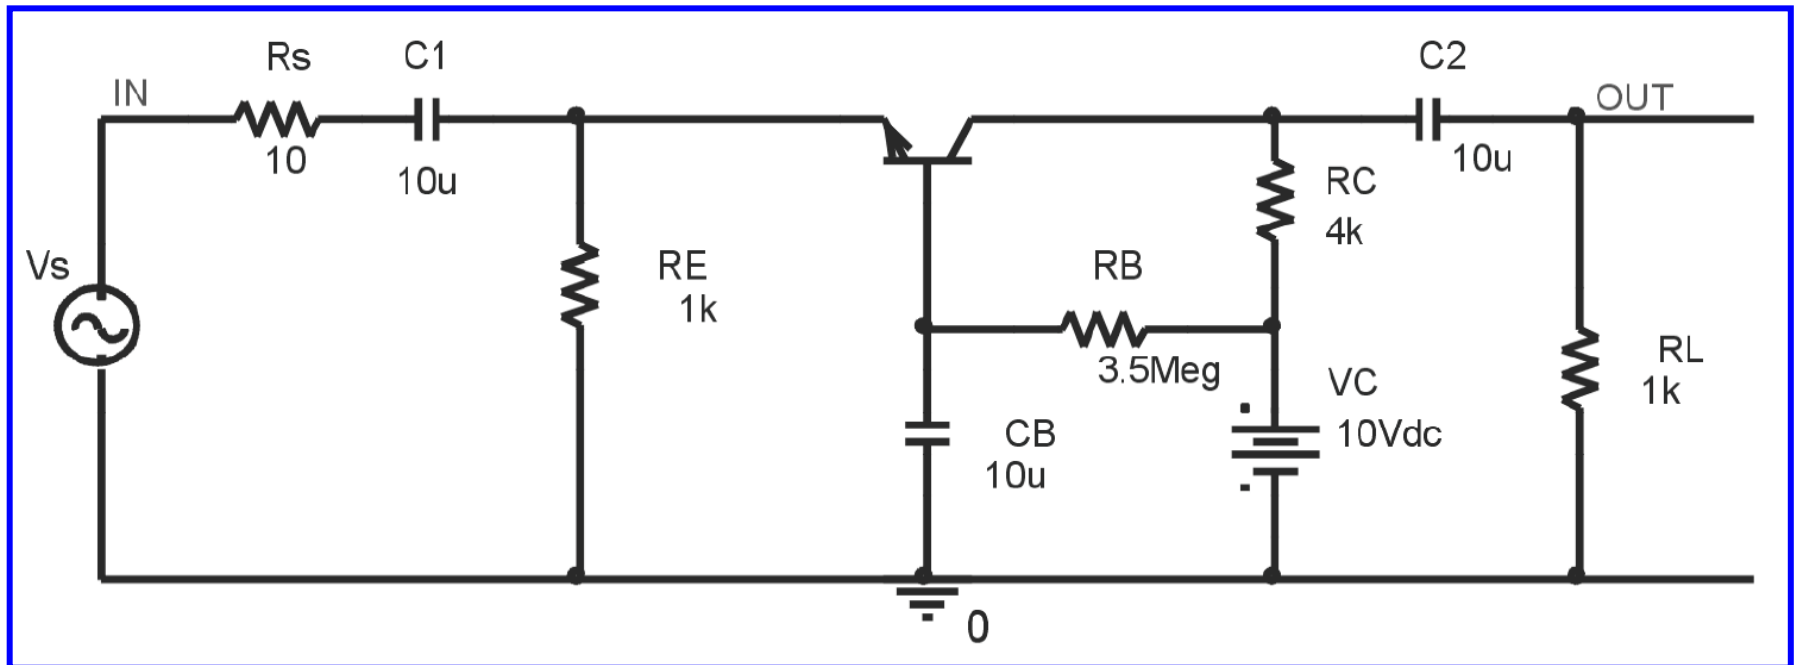 Rs
C1
C2
IN
OUT
10
10u
10u
RC
4k
Vs
RE
1k
RB
3.5Meg
VC
10Vdc
RL
1k
CB
10u
0